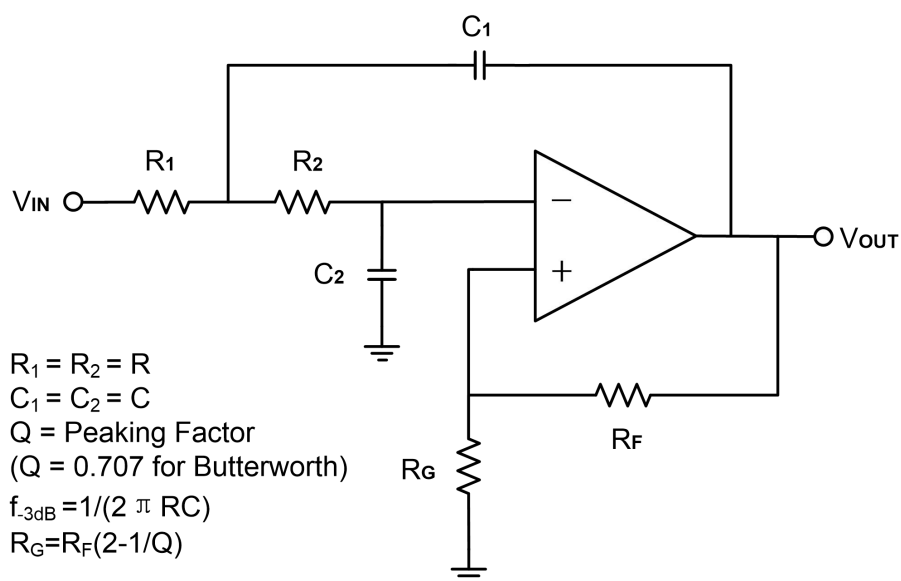 C1
R1
R2
VIN
−
VOUT
+
C2
R1 = R2 = R
C1 = C2 = C
Q = Peaking Factor
RF
(Q = 0.707 for Butterworth)
RG
f-3dB =1/(2 π RC)
RG=RF(2-1/Q)